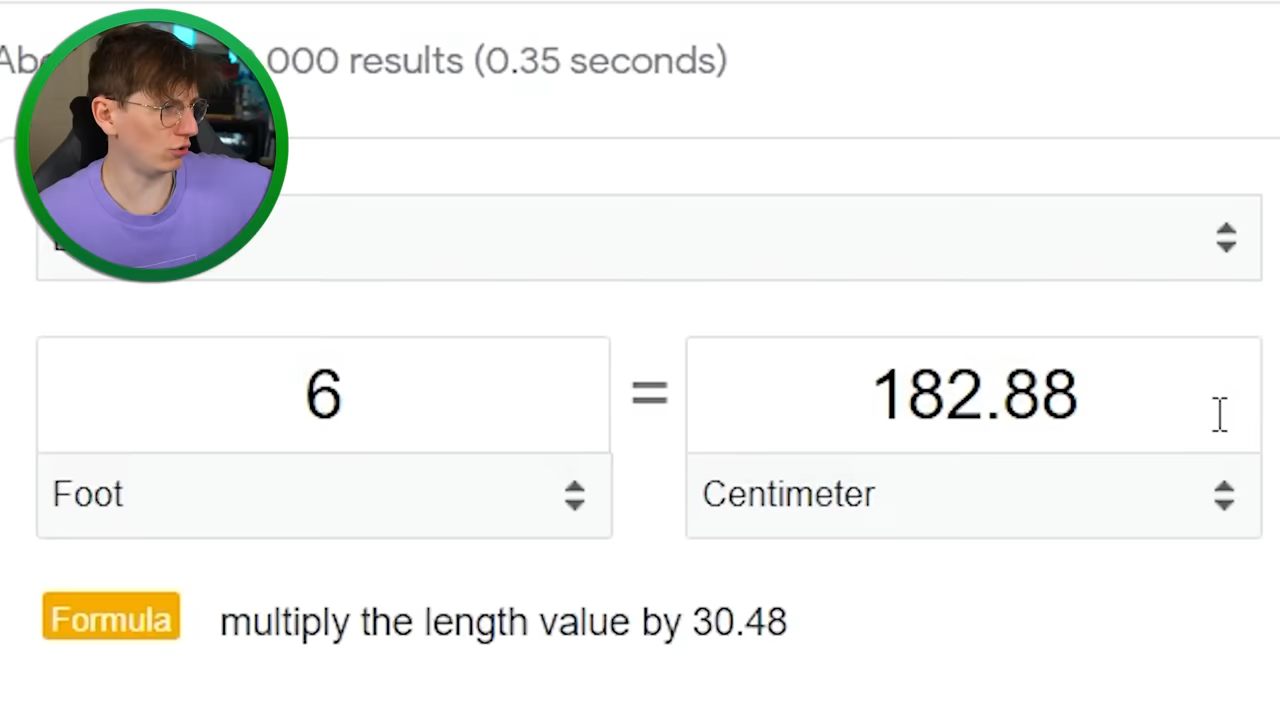 000 results (0.35 seconds)
6 = 182.88
Foot Centimeter
Formula multiply the length value by 30.48